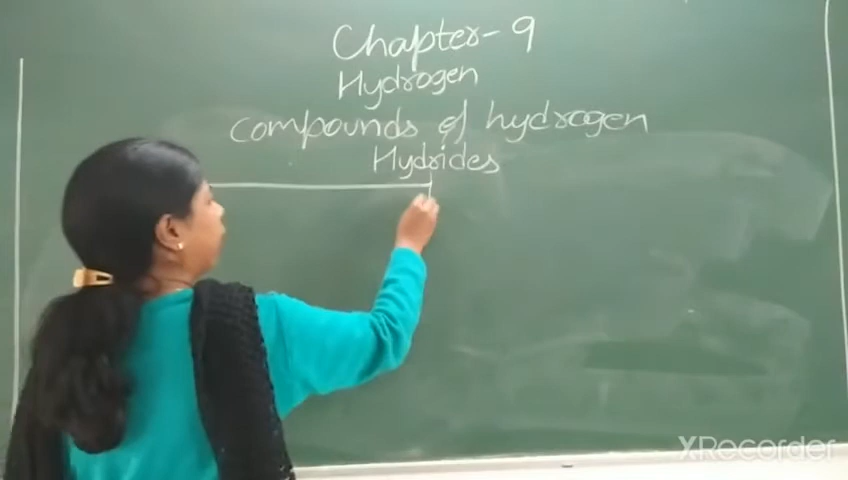 Chapter-9
Hydrogen
compounds of hydrogen
Hydrides
XRecorder